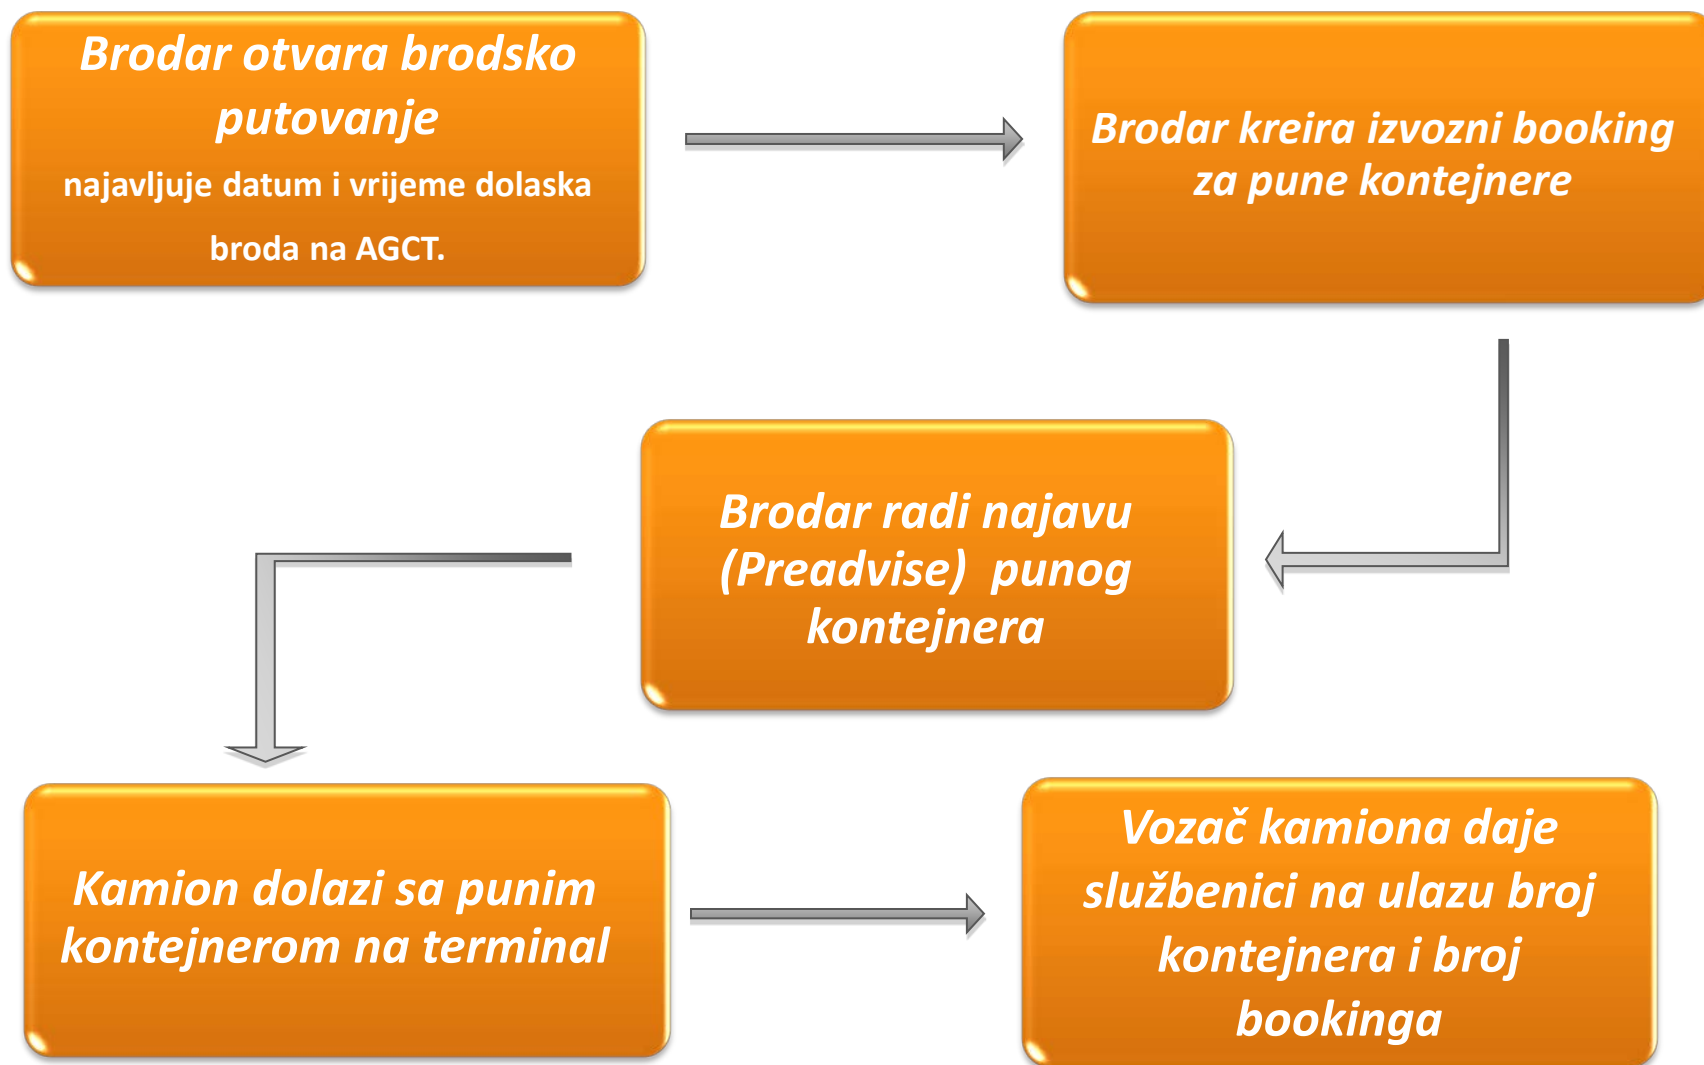 Brodar otvara brodsko
putovanje
najavljuje datum i vrijeme dolaska
broda na AGCT.
Brodar kreira izvozni booking
za pune kontejnere
Brodar radi najavu
(Preadvise)  punog
kontejnera
Kamion dolazi sa punim
kontejnerom na terminal
Vozač kamiona daje
službenici na ulazu broj
kontejnera i broj
bookinga